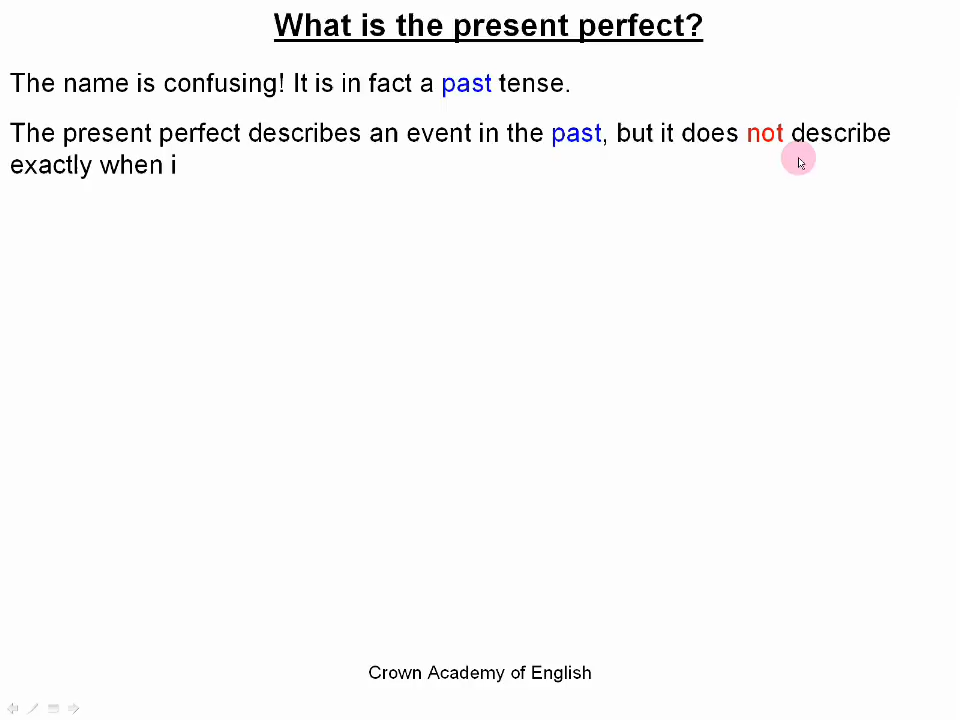 What is the present perfect?
The name is confusing! It is in fact a past tense.
The present perfect describes an event in the past, but it does not describe
exactly when i
Crown Academy of English